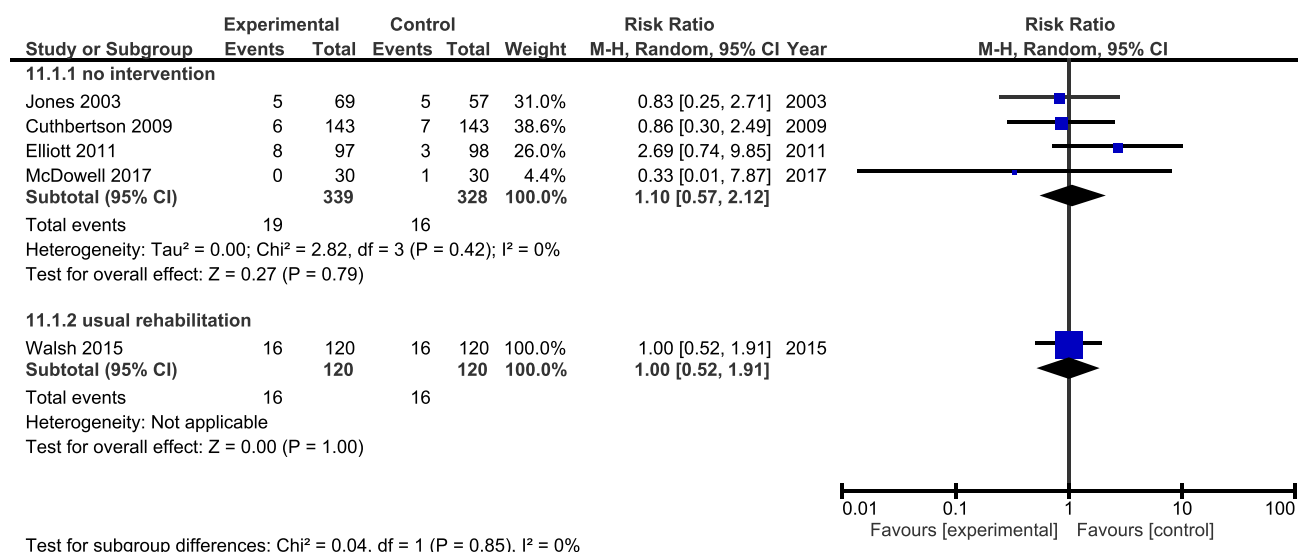 Experimental Control Risk Ratio Risk Ratio
Study or Subgroup Events Total Events Total Weight M-H, Random, 95% CI Year M-H, Random, 95% CI
11.1.1 no intervention
Jones 2003 5 69 5 57 31.0% 0.83 [0.25, 2.71] 2003
Cuthbertson 2009 6 143 7 143 38.6% 0.86 [0.30, 2.49] 2009
Elliott 2011 8 97 3 98 26.0% 2.69 [0.74, 9.85] 2011
McDowell 2017 0 30 1 30 4.4% 0.33 [0.01, 7.87] 2017
Subtotal (95% CI) 339 328 100.0% 1.10 [0.57, 2.12]
Total events 19 16
Heterogeneity: Tau² = 0.00; Chi² = 2.82, df = 3 (P = 0.42); I² = 0%
Test for overall effect: Z = 0.27 (P = 0.79)
11.1.2 usual rehabilitation
Walsh 2015 16 120 16 120 100.0% 1.00 [0.52, 1.91] 2015
Subtotal (95% CI) 120 120 100.0% 1.00 [0.52, 1.91]
Total events 16 16
Heterogeneity: Not applicable
Test for overall effect: Z = 0.00 (P = 1.00)
0.01 0.1 1 10 100
Favours [experimental] Favours [control]
Test for subgroup differences: Chi² = 0.04, df = 1 (P = 0.85), I² = 0%